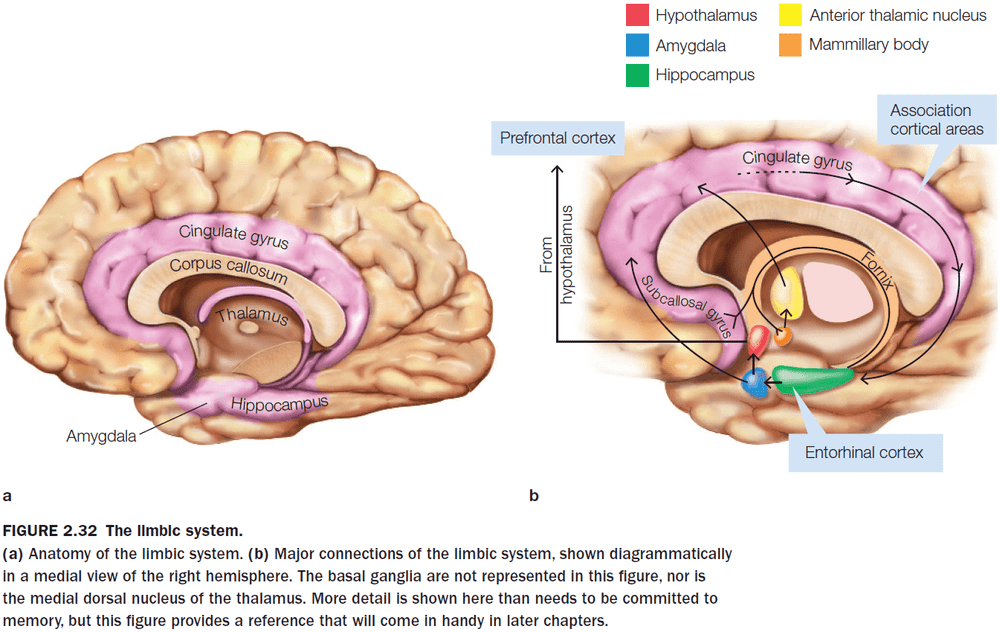 Hypothalamus
Amygdala
Hippocampus
Anterior thalamic nucleus
Mammillary body
Cingulate gyrus
Corpus callosum
Thalamus
Hippocampus
Amygdala
a
Prefrontal cortex
Association
cortical areas
Cingulate gyrus
From
hypothalamus
Subcallosal gyrus
Fornix
Entorhinal cortex
b
FIGURE 2.32 The limbic system.
(a) Anatomy of the limbic system. (b) Major connections of the limbic system, shown diagrammatically
in a medial view of the right hemisphere. The basal ganglia are not represented in this figure, nor is
the medial dorsal nucleus of the thalamus. More detail is shown here than needs to be committed to
memory, but this figure provides a reference that will come in handy in later chapters.